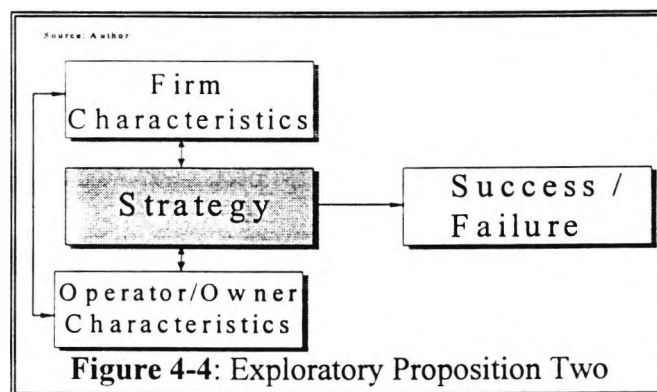 Source: Author
Firm
Characteristics
Strategy
Success /
Failure
Operator/Owner
Characteristics
Figure 4-4: Exploratory Proposition Two